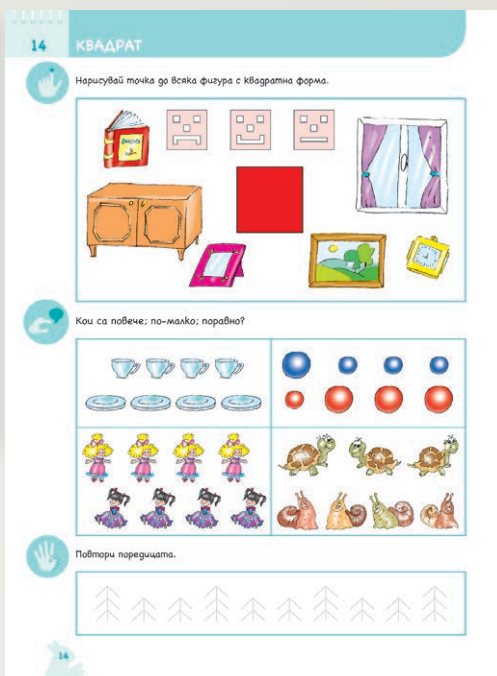 14
КВАДРАТ
Нарисувай точка до всяка фигура с квадратна форма.
Кои са повече; по-малко; поравно?
Повтори поредицата.
14